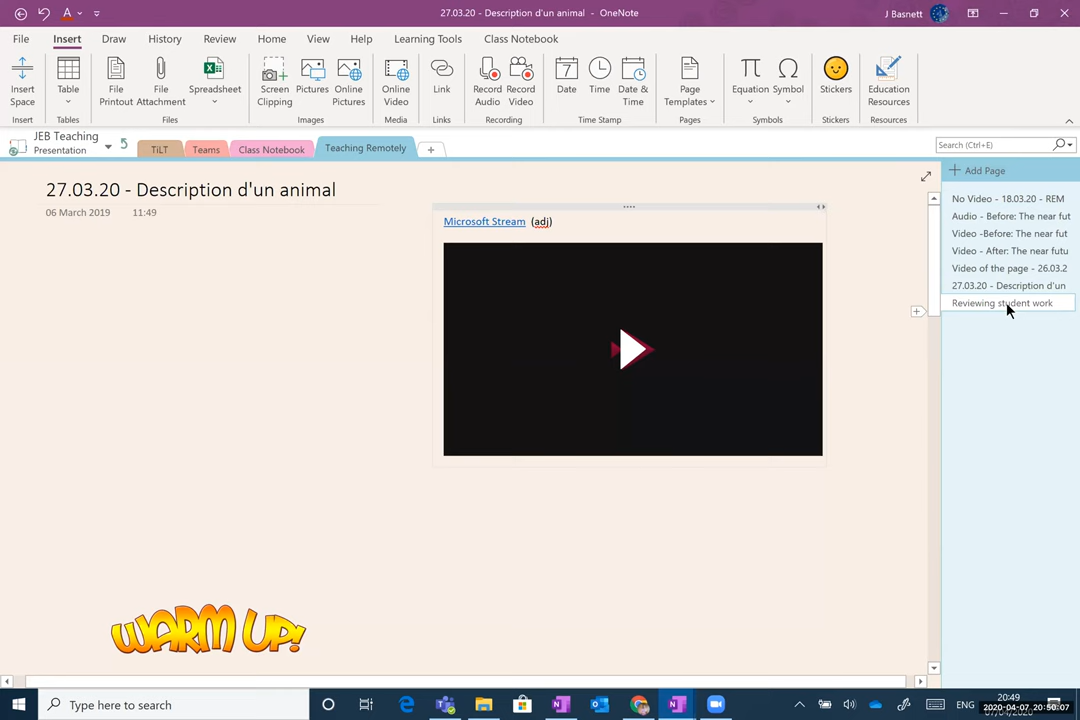 27.03.20 - Description d'un animal - OneNote
J Basnett
File Insert Draw History Review Home View Help Learning Tools Class Notebook
Insert Space
Table
File Printout
File Attachment
Spreadsheet
Screen Clipping
Pictures
Online Pictures
Online Video
Link
Record Audio
Record Video
Date
Time
Date & Time
Page Templates
Equation
Symbol
Stickers
Education Resources
Insert Tables Files Images Media Links Recording Time Stamp Pages Symbols Stickers Resources
JEB Teaching
Presentation
TiLT Teams Class Notebook Teaching Remotely
Search (Ctrl+E)
Add Page
27.03.20 - Description d'un animal
06 March 2019 11:49
Microsoft Stream (adj)
No Video - 18.03.20 - REM
Audio - Before: The near fut
Video -Before: The near fut
Video - After: The near futu
Video of the page - 26.03.2
27.03.20 - Description d'un
Reviewing student work
WARM UP!
Type here to search
ENG
20:49
2020-04-07 20:50:07